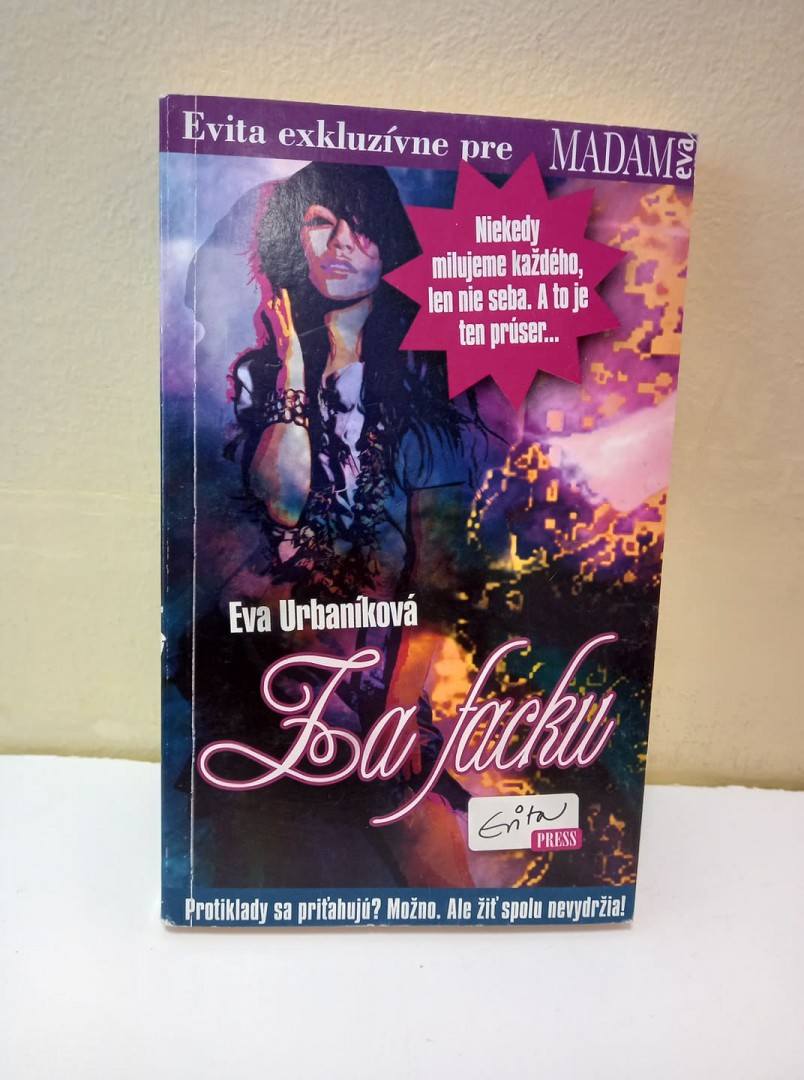 Evita exkluzívne pre MADAM eva
Niekedy
milujeme každého,
len nie seba. A to je
ten prúser...
Eva Urbaníková
Za facku
Evita
PRESS
Protiklady sa priťahujú? Možno. Ale žiť spolu nevydržia!